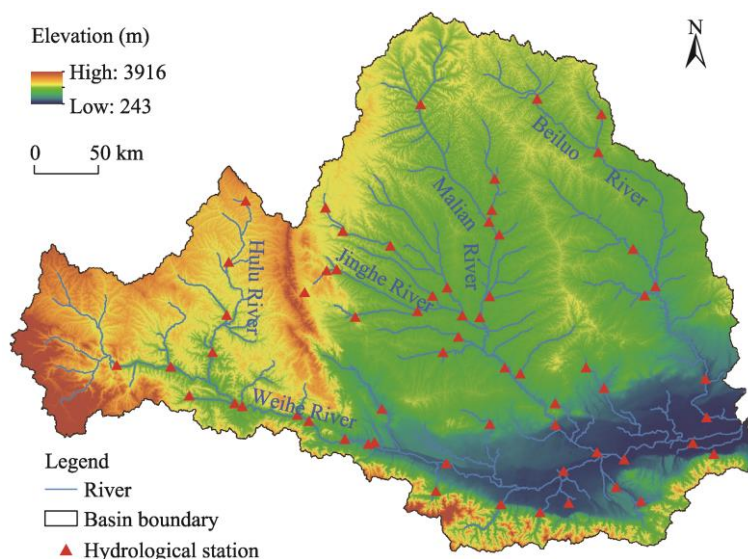 Elevation (m)
High: 3916
Low: 243
0 50 km
N
Beiluo
River
Malian
River
Jinghe River
Hulu River
Weihe River
Legend
River
Basin boundary
Hydrological station